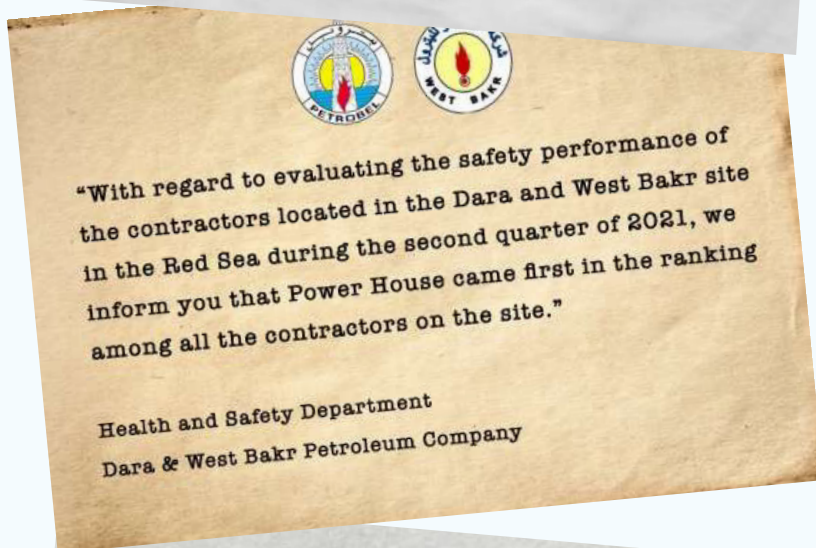 بتروبل
PETROBEL
WEST BAKR
“With regard to evaluating the safety performance of
the contractors located in the Dara and West Bakr site
in the Red Sea during the second quarter of 2021, we
inform you that Power House came first in the ranking
among all the contractors on the site.”
Health and Safety Department
Dara & West Bakr Petroleum Company